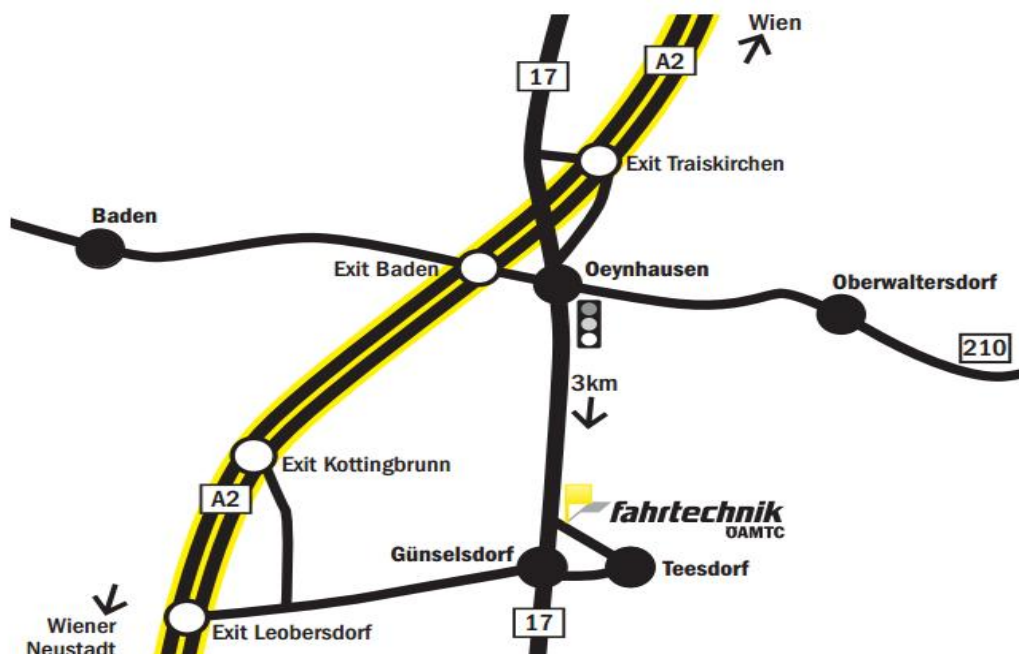 Wien
A2
17
Exit Traiskirchen
Baden
Exit Baden
Oeynhausen
Oberwaltersdorf
210
3km
Exit Kottingbrunn
A2
fahrtechnik
ÖAMTC
Günselsdorf
Teesdorf
Wiener
Neustadt
Exit Leobersdorf
17